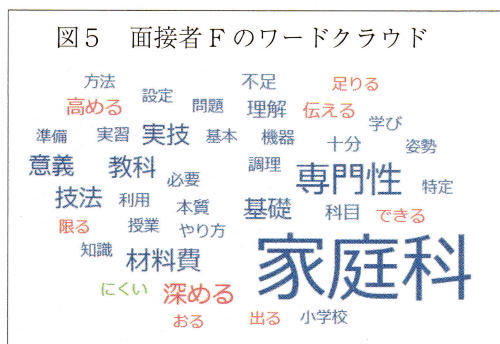 図５　面接者Ｆのワードクラウド
方法 不足 足りる
設定
高める 問題 理解 伝える
学び
準備 実習 実技 基本 機器 十分 姿勢
意義 教科 調理
必要 専門性 特定
技法 利用 本質 基礎 科目 できる
限る 授業 やり方
知識 材料費 家庭科
にくい 深める
おる 出る 小学校